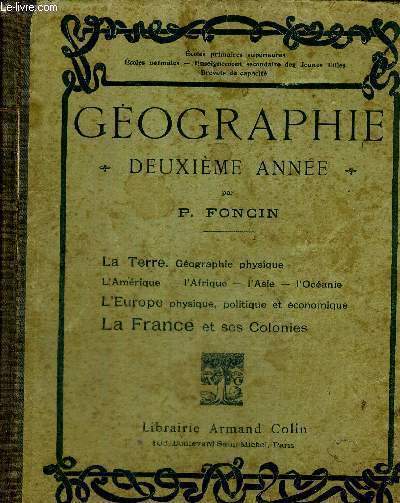 www.le-livre.com
Écoles primaires supérieures
Écoles normales — Enseignement secondaire des Jeunes filles
Brevets de capacité
GÉOGRAPHIE
DEUXIÈME ANNÉE
par
P. FONCIN
La Terre. Géographie physique
L'Amérique l'Afrique — l'Asie — l'Océanie
L'Europe physique, politique et économique
La France et ses Colonies
Librairie Armand Colin
Boulevard Saint-Michel, Paris